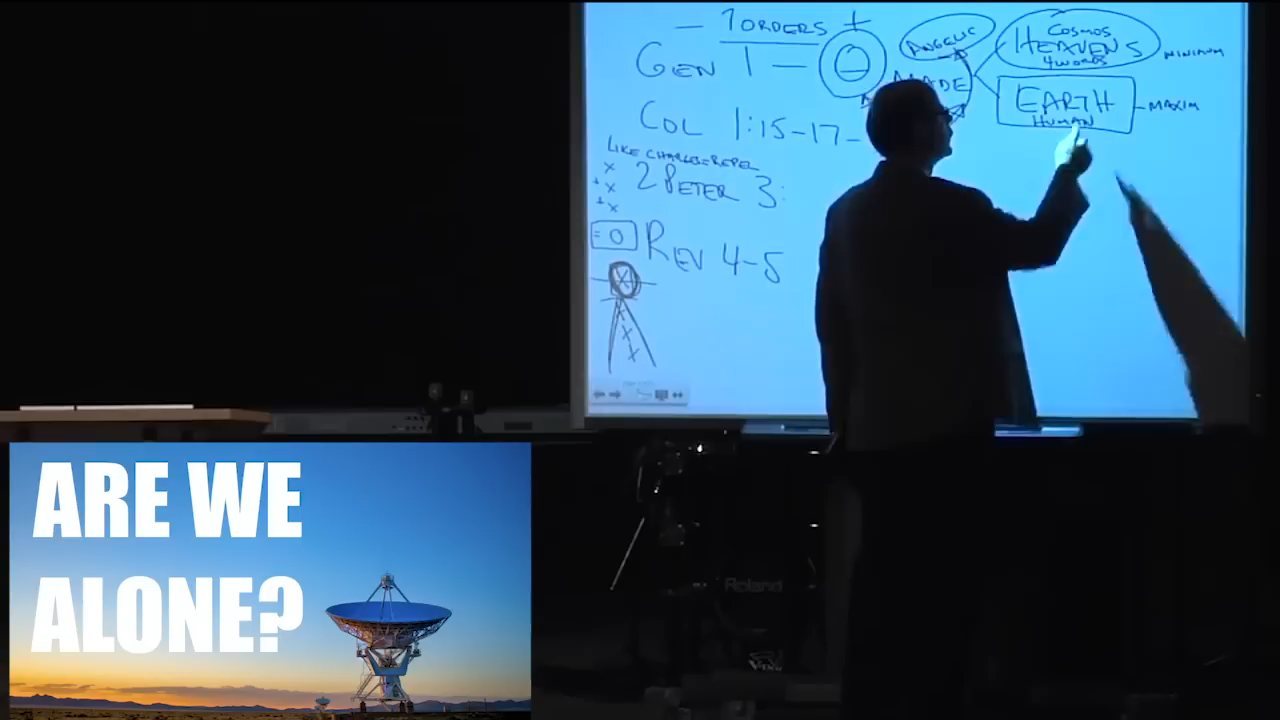 — 7 ORDERS +
GEN 1 —
MADE
ANGELIC
COSMOS
HEAVENS
4 WORDS
MINIMUM
EARTH
HUMAN
- MAXIM
COL 1:15-17-
LIKE CHARGES REPEL
2 PETER 3:
= 0
REV 4-5
ARE WE
ALONE?
Roland